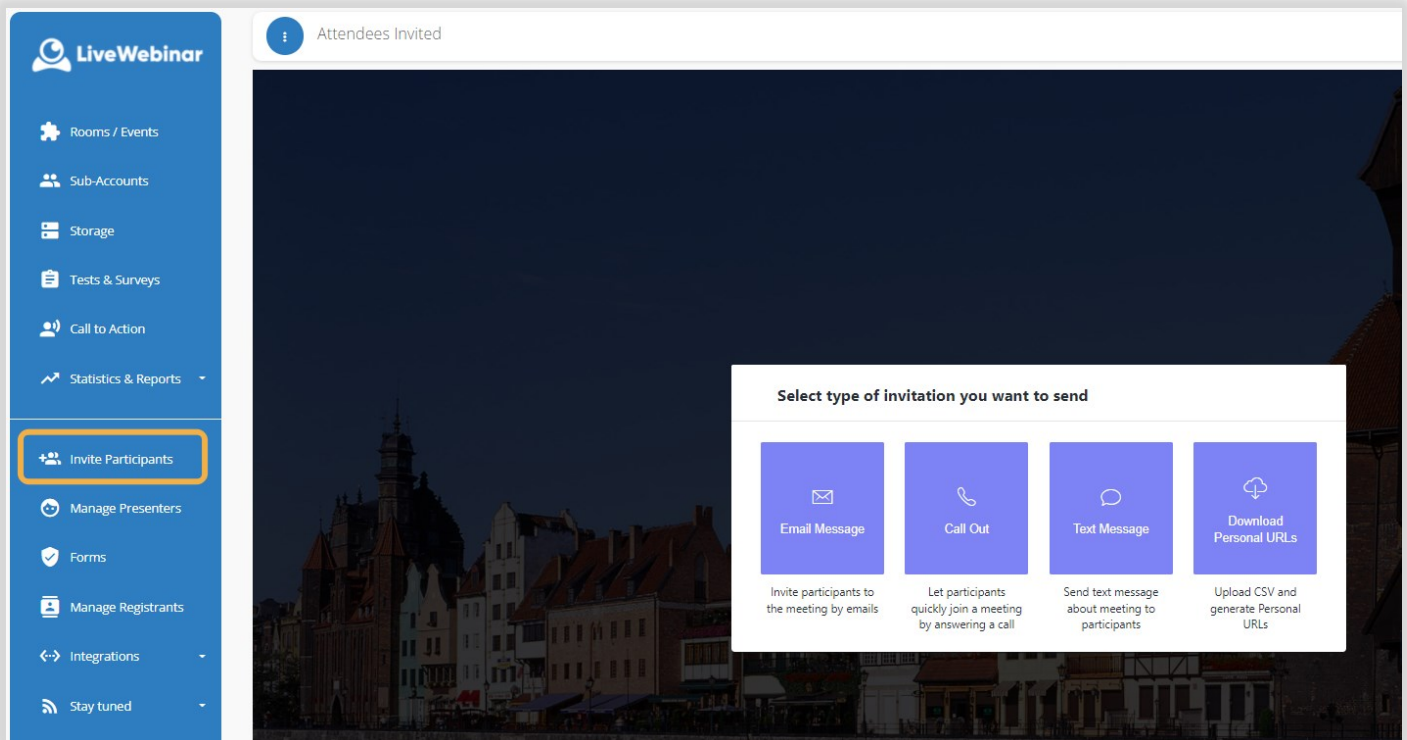 LiveWebinar
Attendees Invited
Rooms / Events
Sub-Accounts
Storage
Tests & Surveys
Call to Action
Statistics & Reports
Invite Participants
Manage Presenters
Forms
Manage Registrants
Integrations
Stay tuned
Select type of invitation you want to send
Email Message
Invite participants to
the meeting by emails
Call Out
Let participants
quickly join a meeting
by answering a call
Text Message
Send text message
about meeting to
participants
Download
Personal URLs
Upload CSV and
generate Personal
URLs